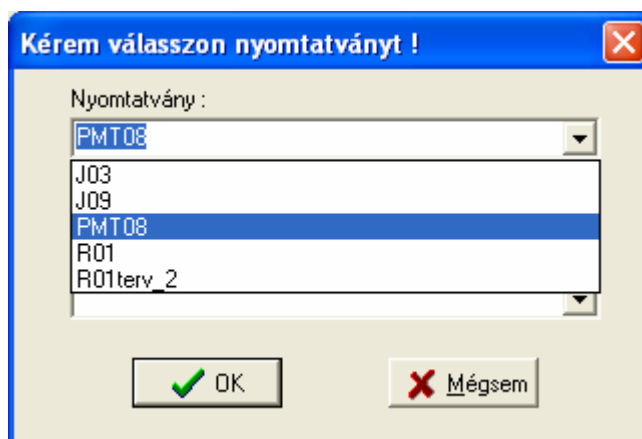 Kérem válasszon nyomtatványt !
Nyomtatvány :
PMT08
J03
J09
PMT08
R01
R01terv_2
OK
Mégsem